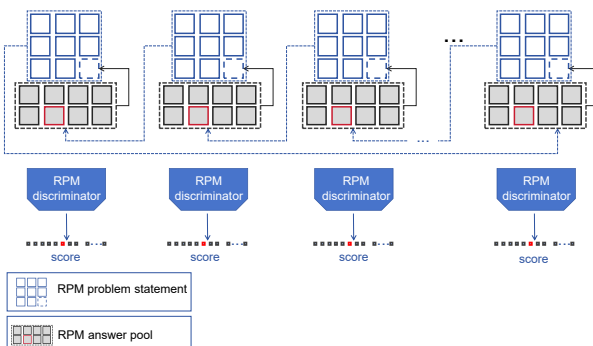 ...
...
RPM
discriminator
RPM
discriminator
RPM
discriminator
RPM
discriminator
score
score
score
score
RPM problem statement
RPM answer pool